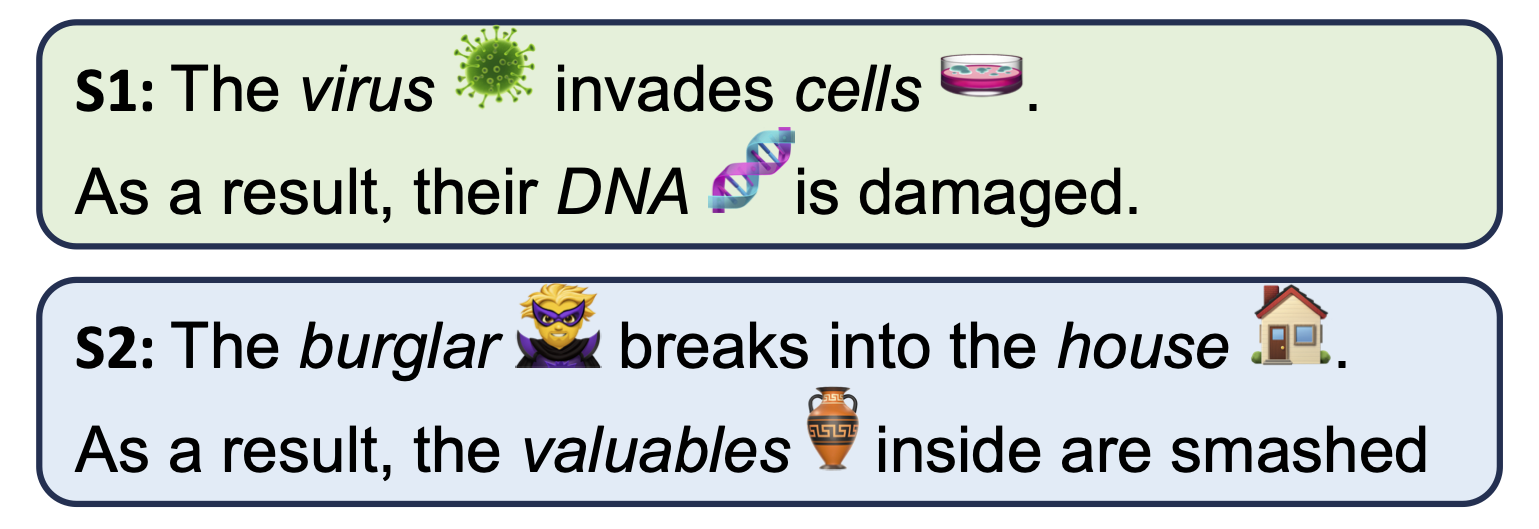 S1: The virus invades cells .
As a result, their DNA is damaged.
S2: The burglar breaks into the house .
As a result, the valuables inside are smashed